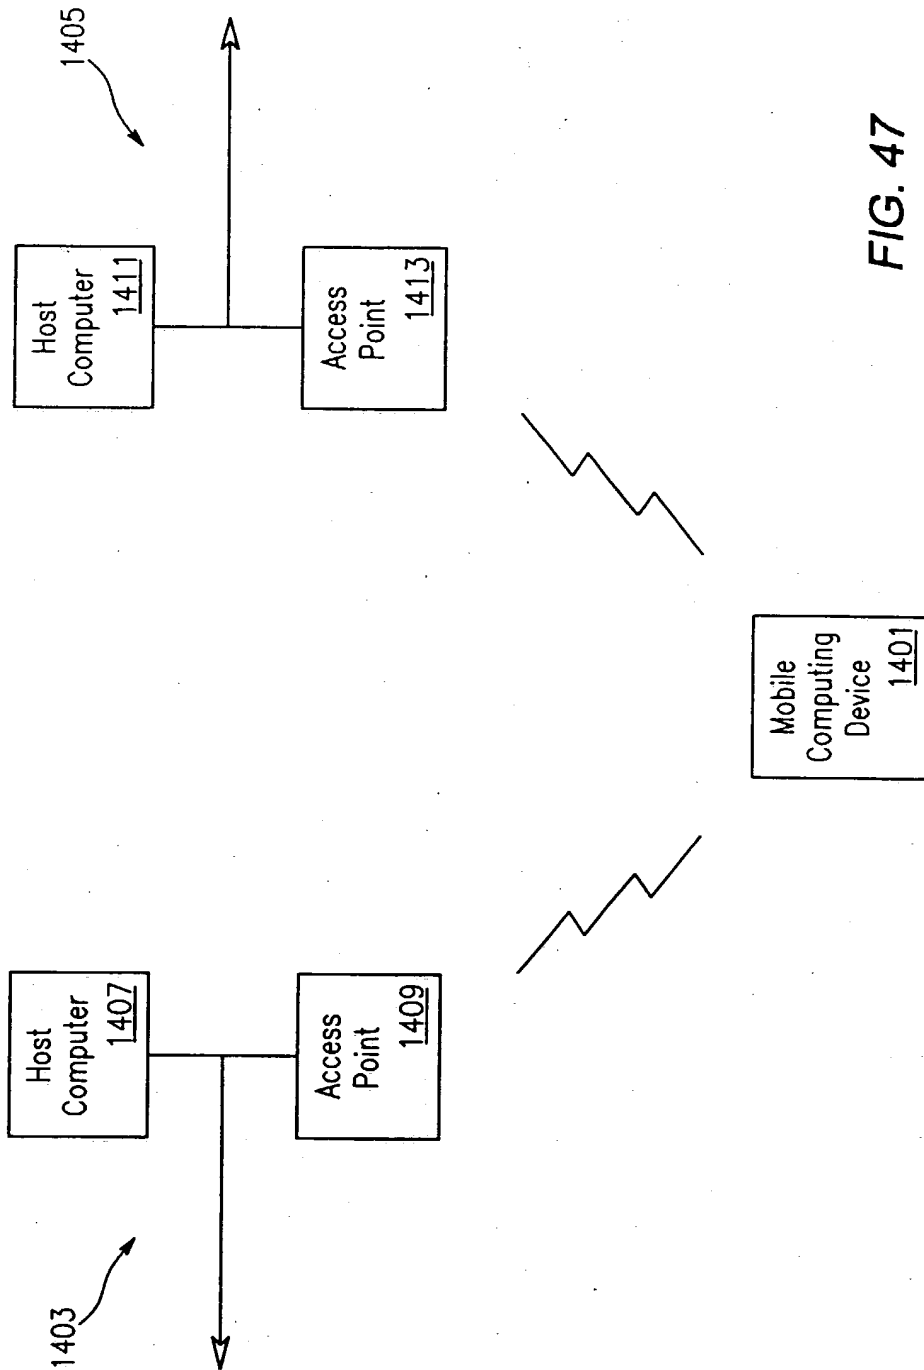 1403
1405
Host
Computer
1407
Host
Computer
1411
Access
Point
1409
Access
Point
1413
Mobile
Computing
Device
1401
FIG. 47